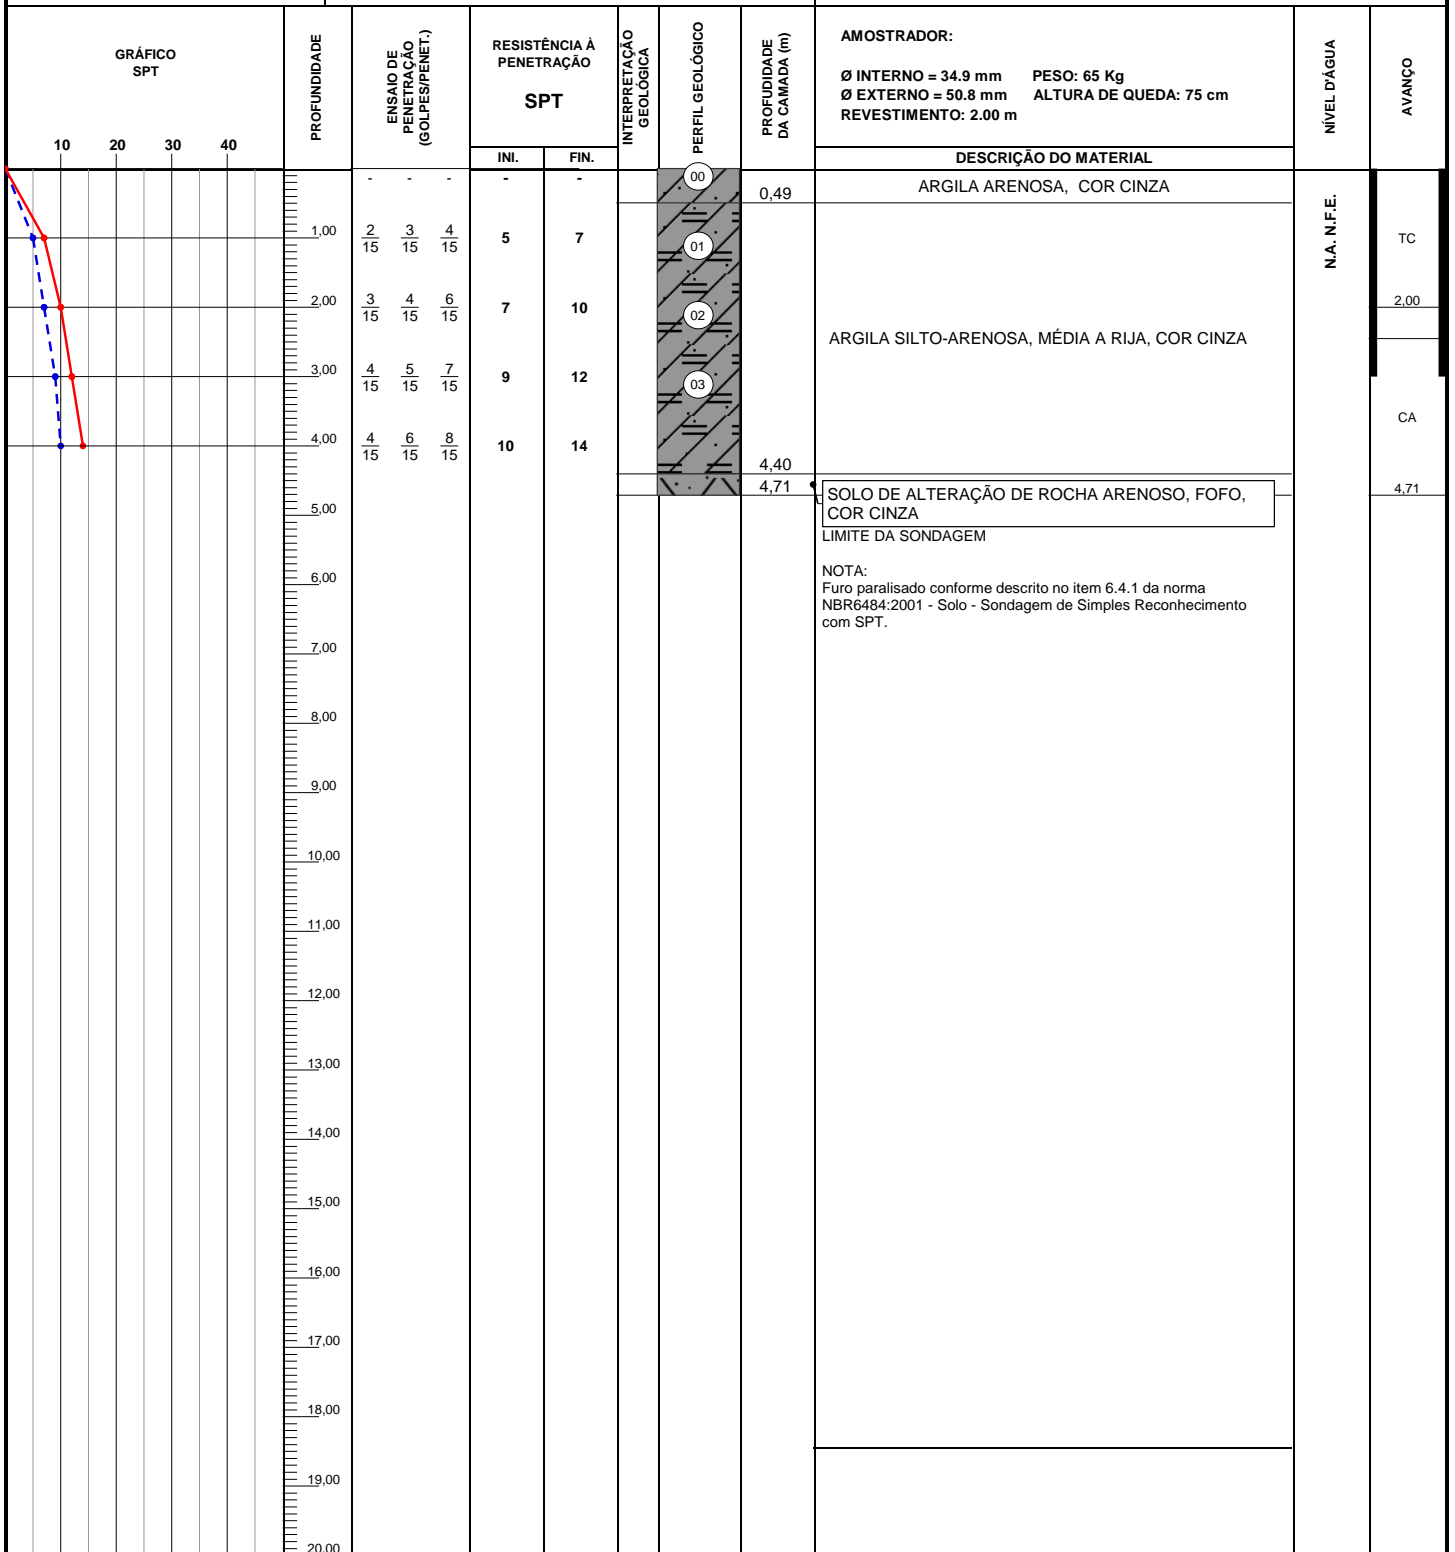 GRÁFICO
SPT
10 20 30 40
PROFUNDIDADE
ENSAIO DE
PENETRAÇÃO
(GOLPES/PENET.)
RESISTÊNCIA À
PENETRAÇÃO
SPT
INI. FIN.
INTERPRETAÇÃO
GEOLÓGICA
PERFIL GEOLÓGICO
PROFUDIDADE
DA CAMADA (m)
AMOSTRADOR:
Ø INTERNO = 34.9 mm PESO: 65 Kg
Ø EXTERNO = 50.8 mm ALTURA DE QUEDA: 75 cm
REVESTIMENTO: 2.00 m
DESCRIÇÃO DO MATERIAL
NÍVEL D'ÁGUA
AVANÇO
- - - - -
00
0,49
ARGILA ARENOSA, COR CINZA
N.A. N.F.E.
1,00
2 3 4
15 15 15
5 7
01
TC
2,00
3 4 6
15 15 15
7 10
02
2,00
ARGILA SILTO-ARENOSA, MÉDIA A RIJA, COR CINZA
3,00
4 5 7
15 15 15
9 12
03
CA
4,00
4 6 8
15 15 15
10 14
4,40
4,71
SOLO DE ALTERAÇÃO DE ROCHA ARENOSO, FOFO,
COR CINZA
4,71
5,00
LIMITE DA SONDAGEM
NOTA:
6,00
Furo paralisado conforme descrito no item 6.4.1 da norma
NBR6484:2001 - Solo - Sondagem de Simples Reconhecimento
com SPT.
7,00
8,00
9,00
10,00
11,00
12,00
13,00
14,00
15,00
16,00
17,00
18,00
19,00
20,00